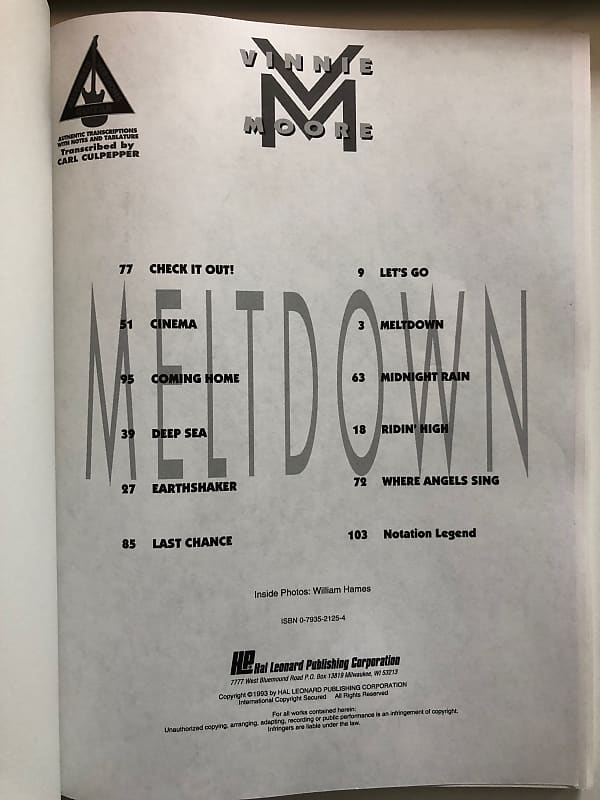 VINNIE
VM
MOORE
AUTHENTIC TRANSCRIPTIONS
WITH NOTES AND TABLATURE
Transcribed by
CARL CULPEPPER
MELTDOWN
77 CHECK IT OUT!
51 CINEMA
95 COMING HOME
39 DEEP SEA
27 EARTHSHAKER
85 LAST CHANCE
9 LET'S GO
3 MELTDOWN
63 MIDNIGHT RAIN
18 RIDIN' HIGH
72 WHERE ANGELS SING
103 Notation Legend
Inside Photos: William Hames
ISBN 0-7935-2125-4
HL Hal Leonard Publishing Corporation
7777 West Bluemound Road P.O. Box 13819 Milwaukee, WI 53213
Copyright © 1993 by HAL LEONARD PUBLISHING CORPORATION
International Copyright Secured All Rights Reserved
For all works contained herein:
Unauthorized copying, arranging, adapting, recording or public performance is an infringement of copyright.
Infringers are liable under the law.